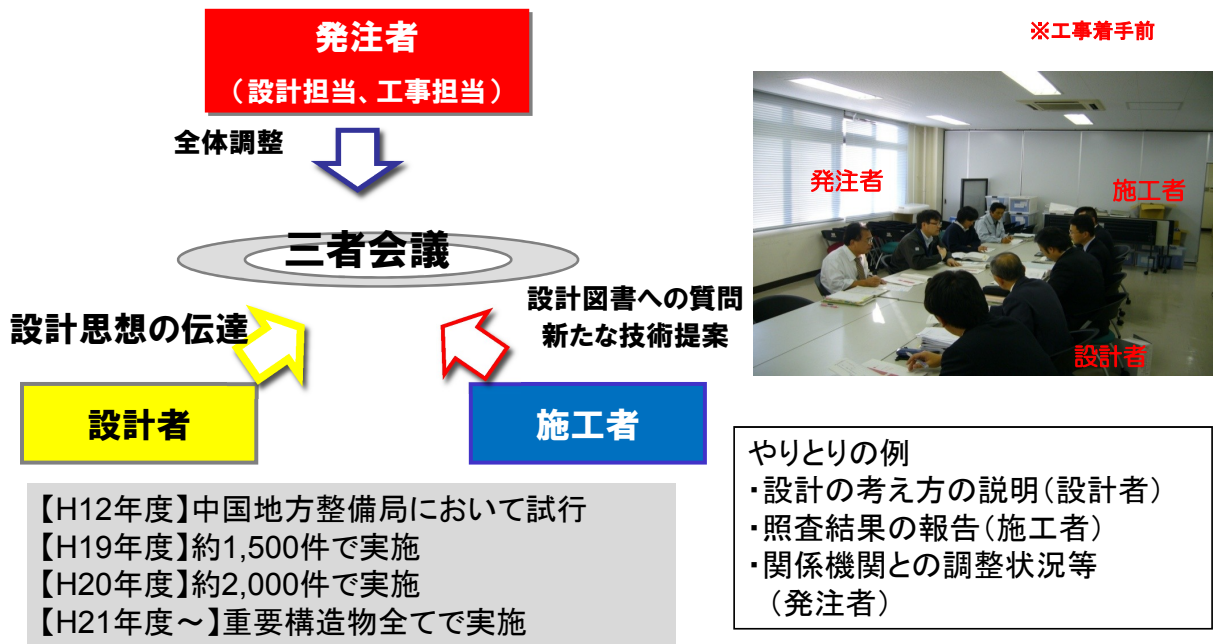 発注者
（設計担当、工事担当）
全体調整
三者会議
設計思想の伝達
設計図書への質問
新たな技術提案
設計者
施工者
【H12年度】中国地方整備局において試行
【H19年度】約1,500件で実施
【H20年度】約2,000件で実施
【H21年度～】重要構造物全てで実施
※工事着手前
発注者
施工者
設計者
やりとりの例
・設計の考え方の説明（設計者）
・照査結果の報告（施工者）
・関係機関との調整状況等
（発注者）